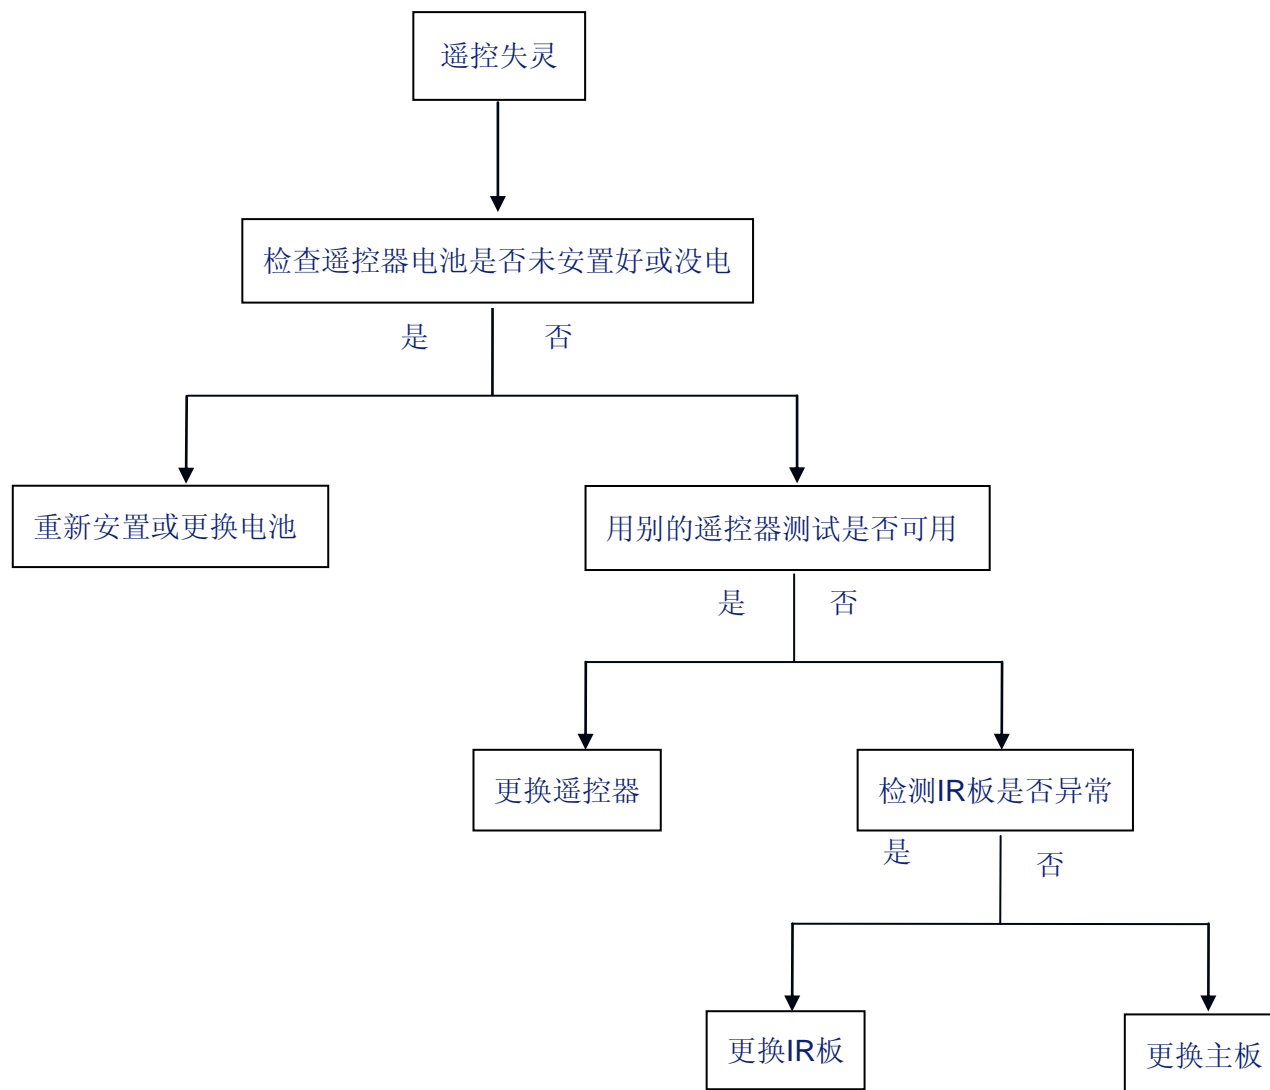 遥控失灵
检查遥控器电池是否未安置好或没电
是
否
重新安置或更换电池
用别的遥控器测试是否可用
是
否
更换遥控器
检测IR板是否异常
是
否
更换IR板
更换主板